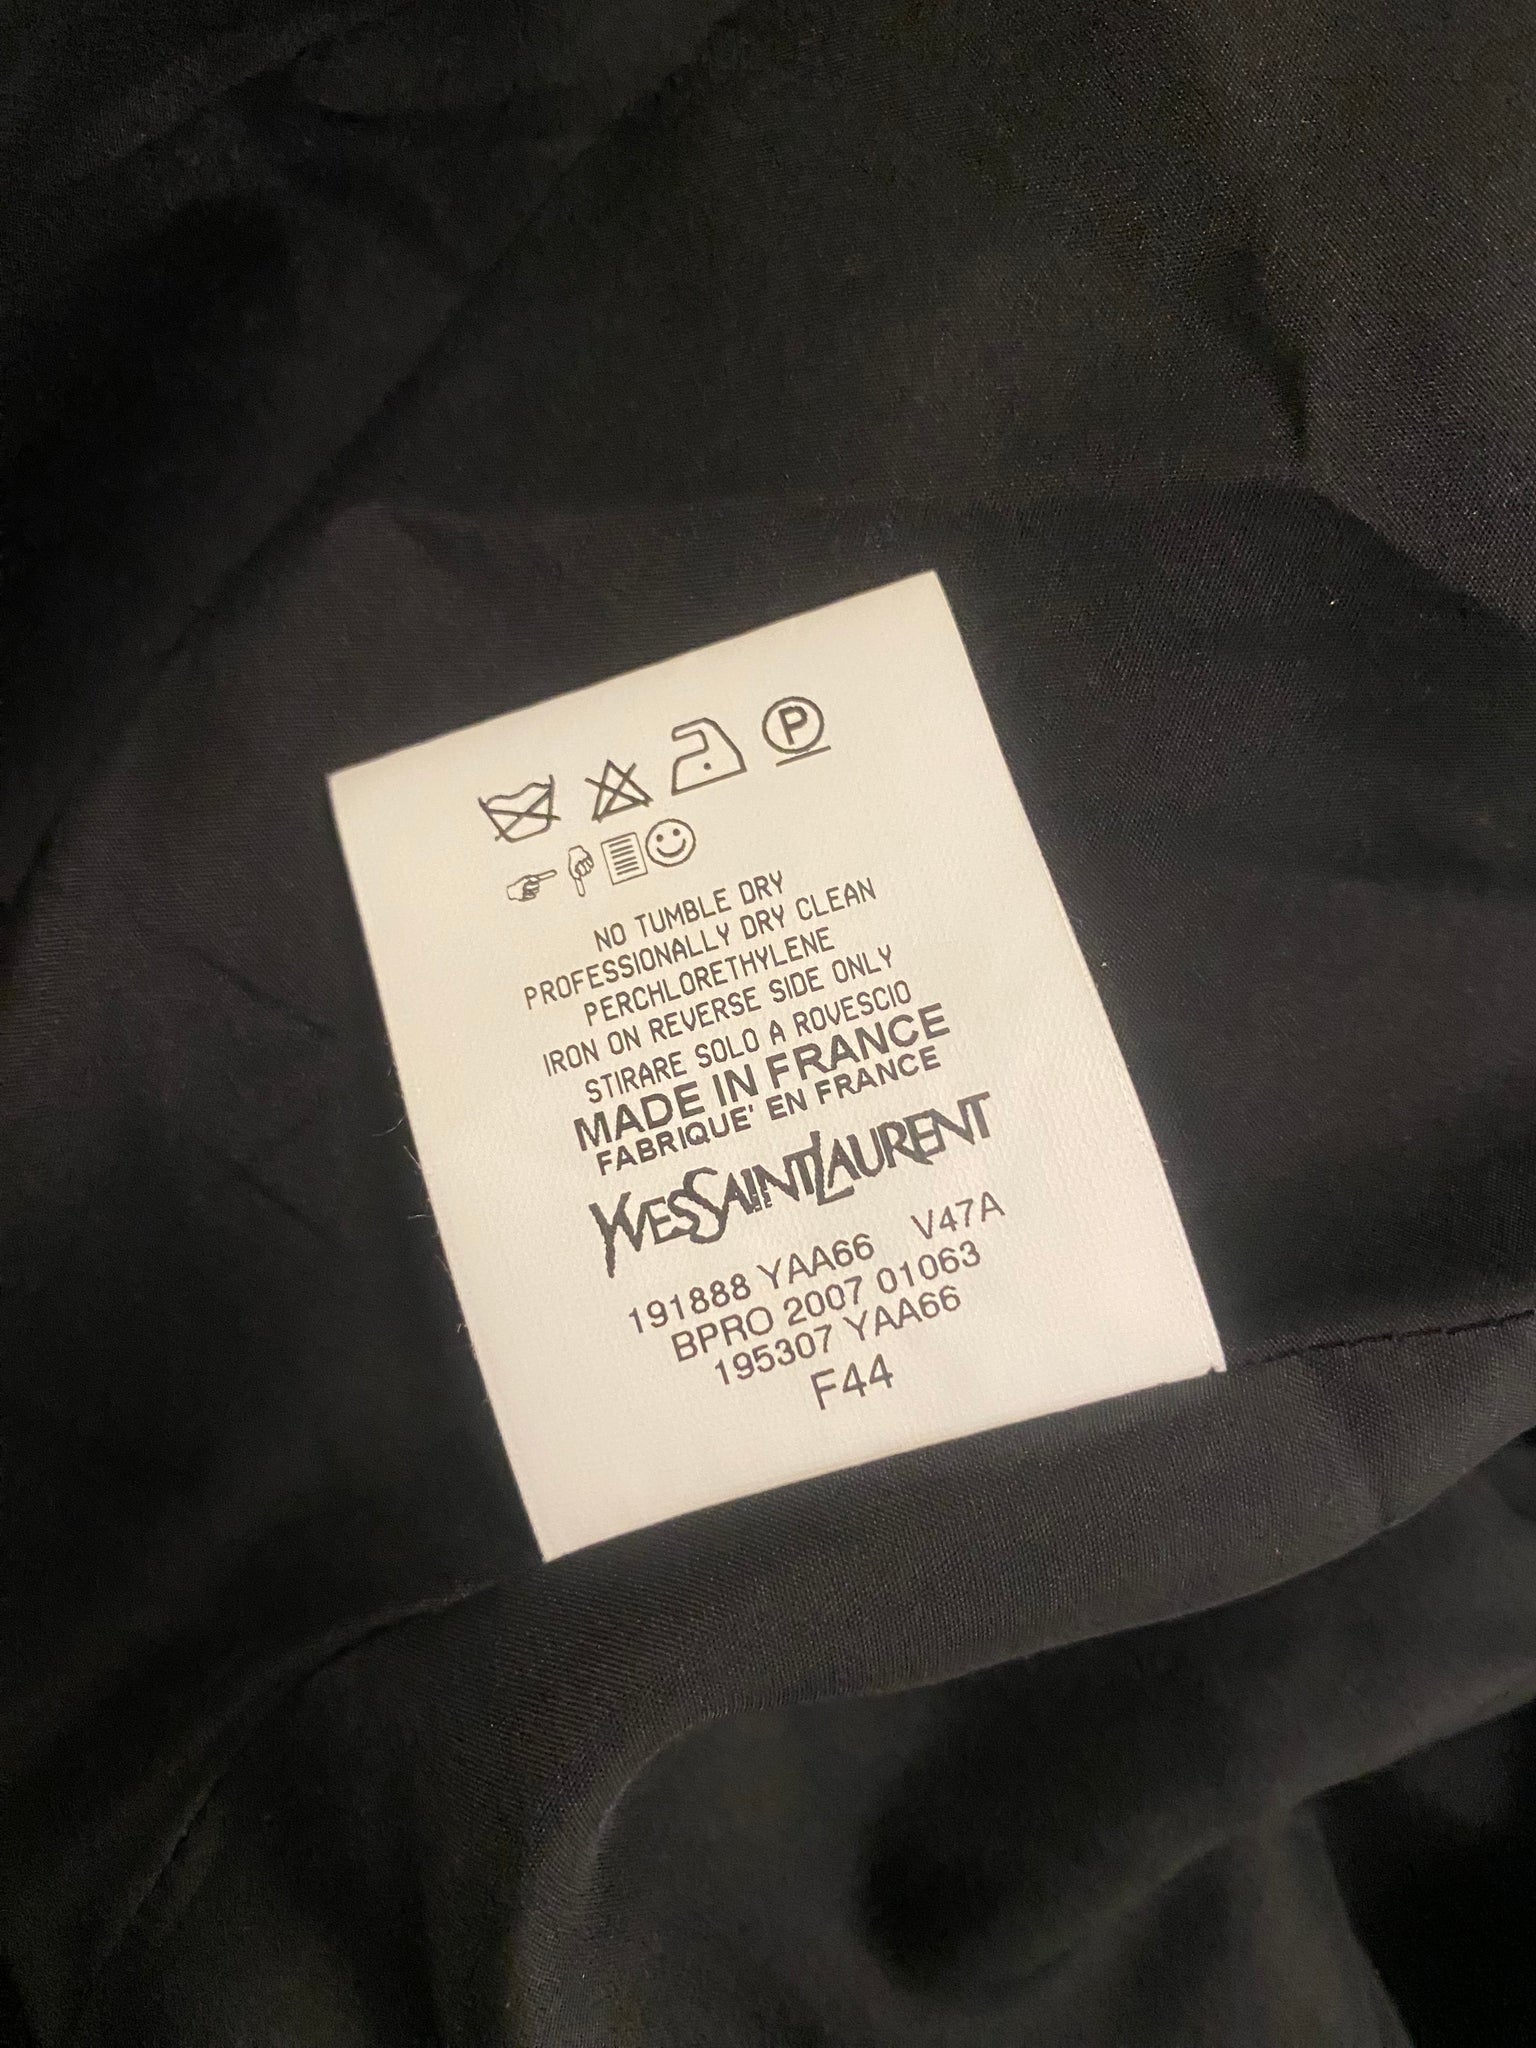 P
NO TUMBLE DRY
PROFESSIONALLY DRY CLEAN
PERCHLORETHYLENE
IRON ON REVERSE SIDE ONLY
STIRARE SOLO A ROVESCIO
MADE IN FRANCE
FABRIQUE' EN FRANCE
YVESSAINTLAURENT
191888 YAA66 V47A
BPRO 2007 01063
195307 YAA66
F44